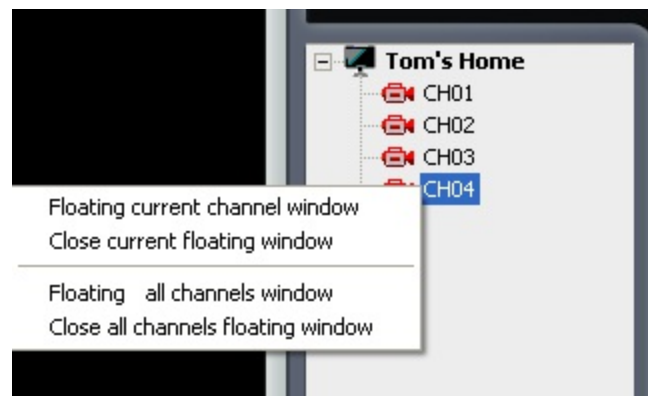 Tom's Home
CH01
CH02
CH03
CH04
Floating current channel window
Close current floating window
Floating all channels window
Close all channels floating window